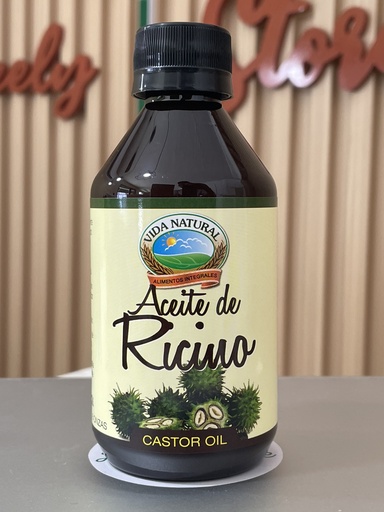 VIDA NATURAL
ALIMENTOS INTEGRALES
Aceite de
Ricino
CASTOR OIL